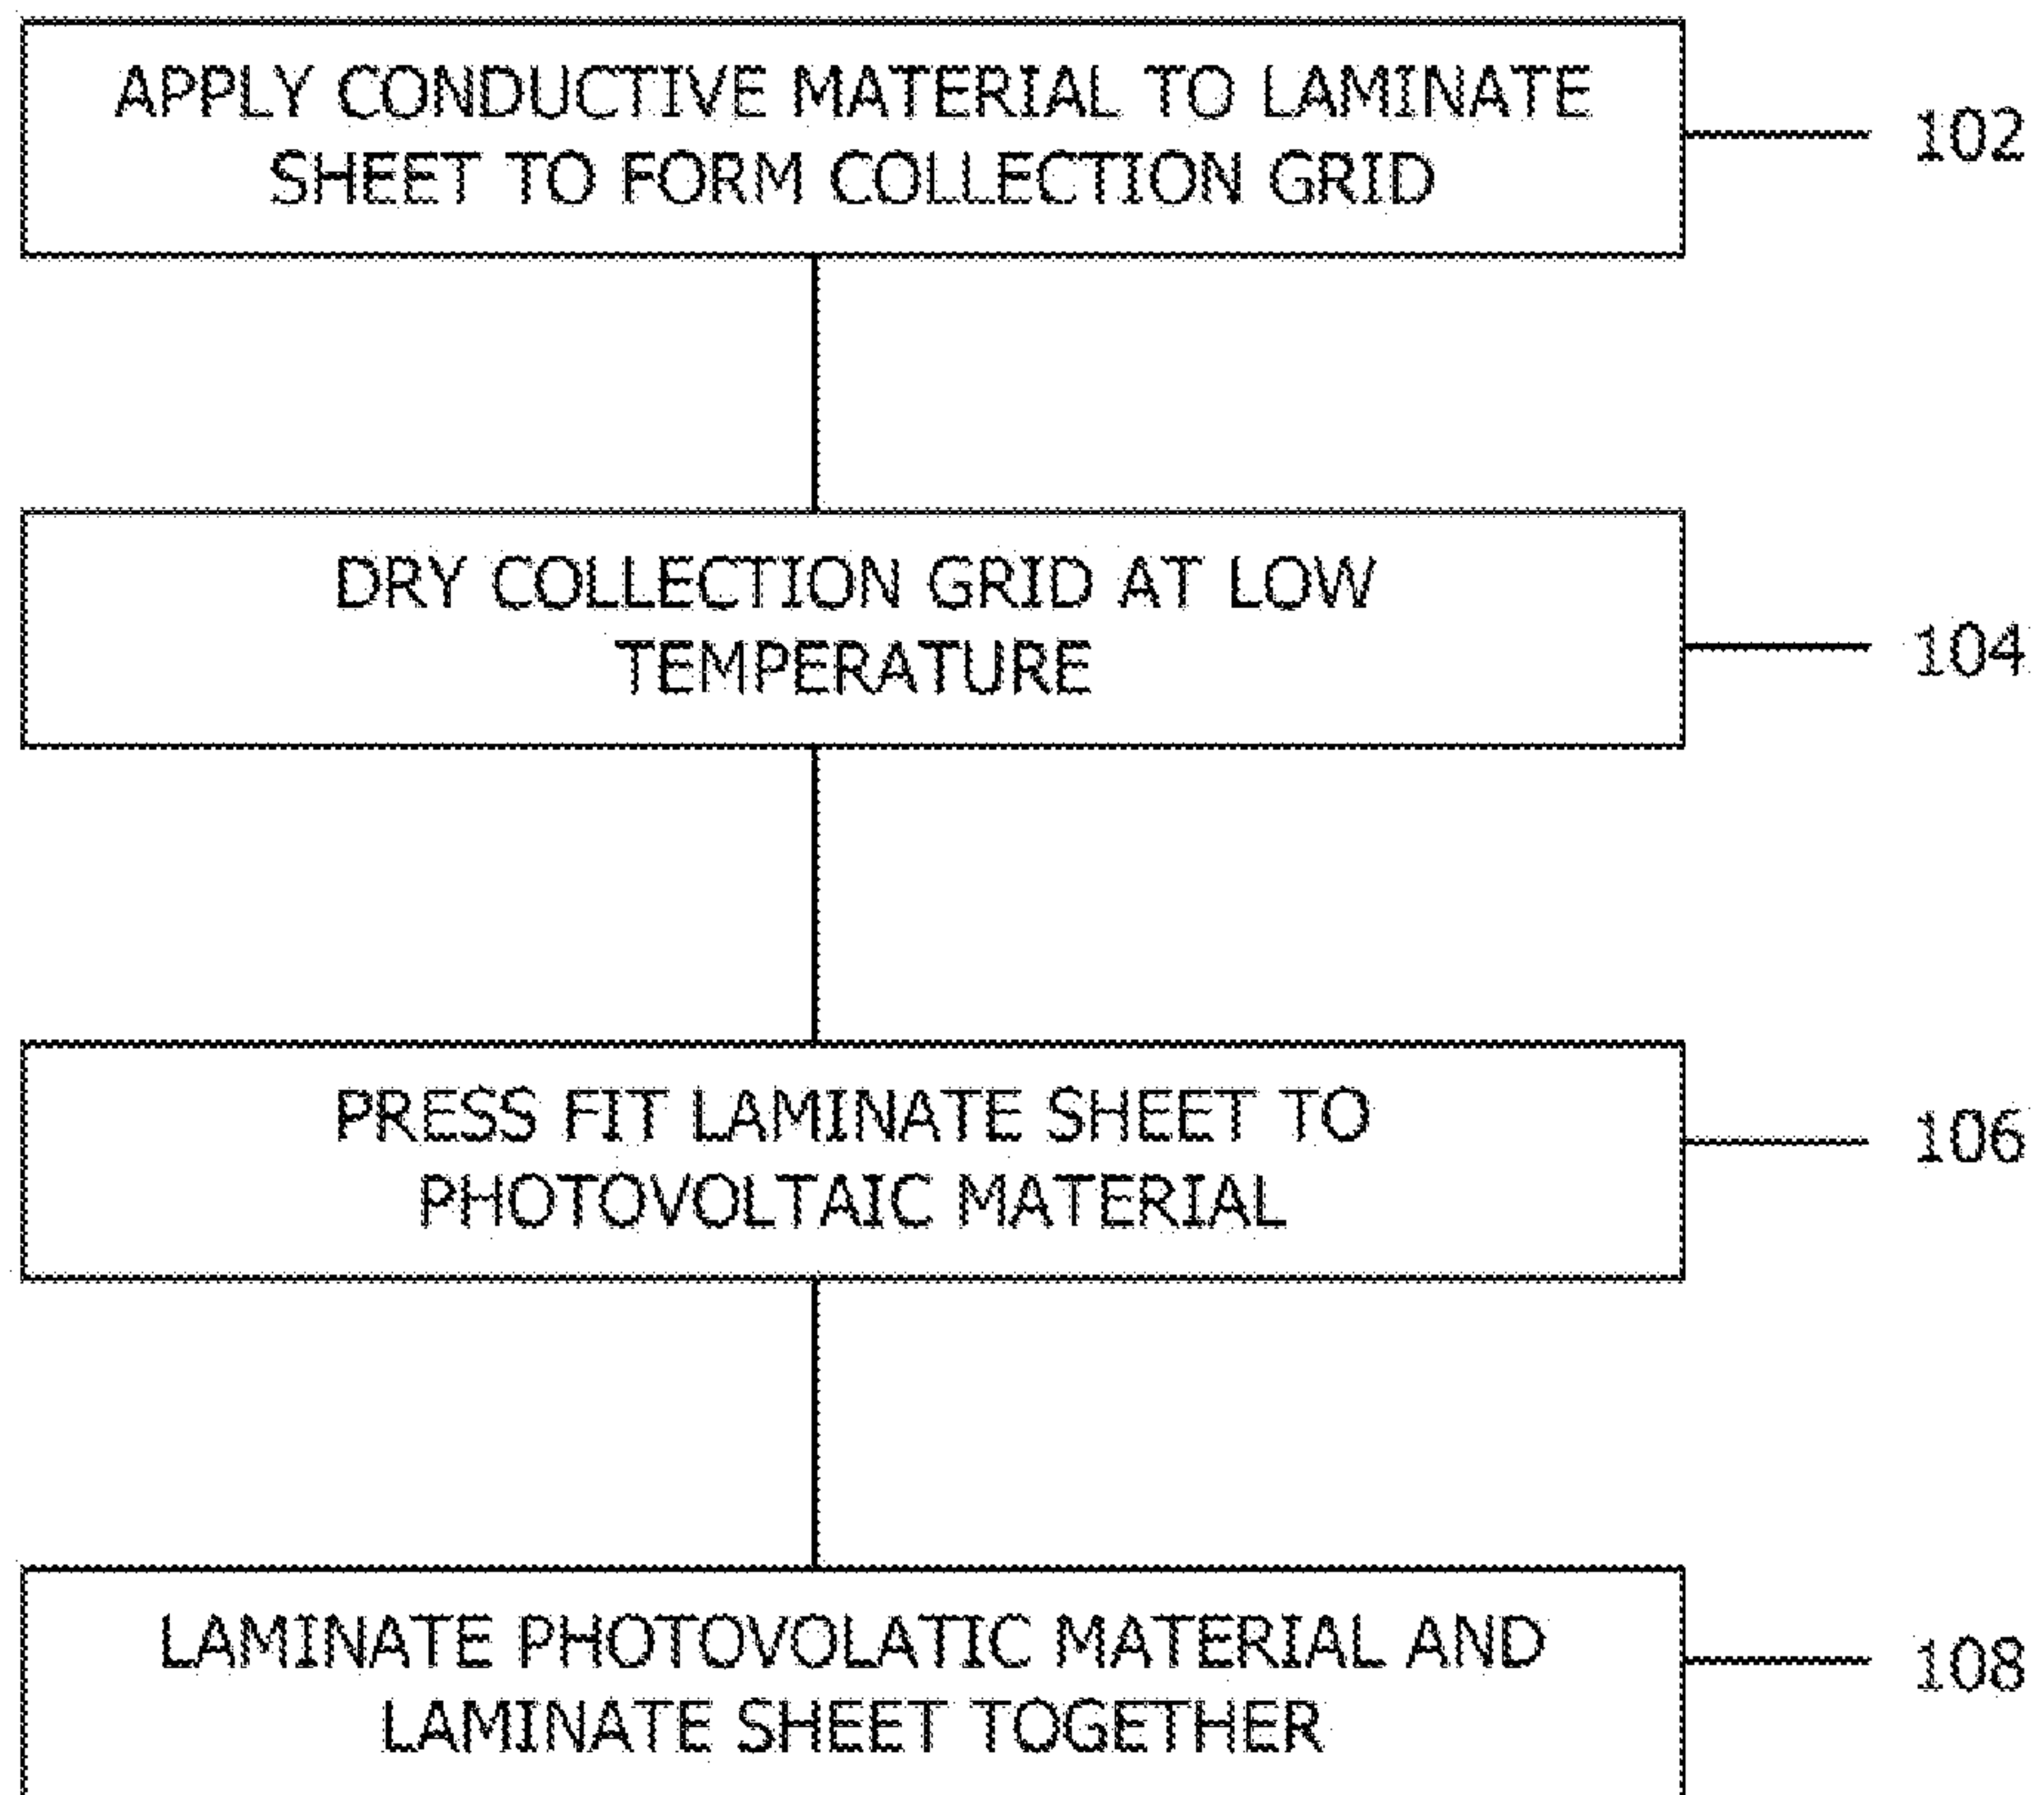 APPLY CONDUCTIVE MATERIAL TO LAMINATE
SHEET TO FORM COLLECTION GRID
102
DRY COLLECTION GRID AT LOW
TEMPERATURE
104
PRESS FIT LAMINATE SHEET TO
PHOTOVOLTAIC MATERIAL
106
LAMINATE PHOTOVOLATIC MATERIAL AND
LAMINATE SHEET TOGETHER
108